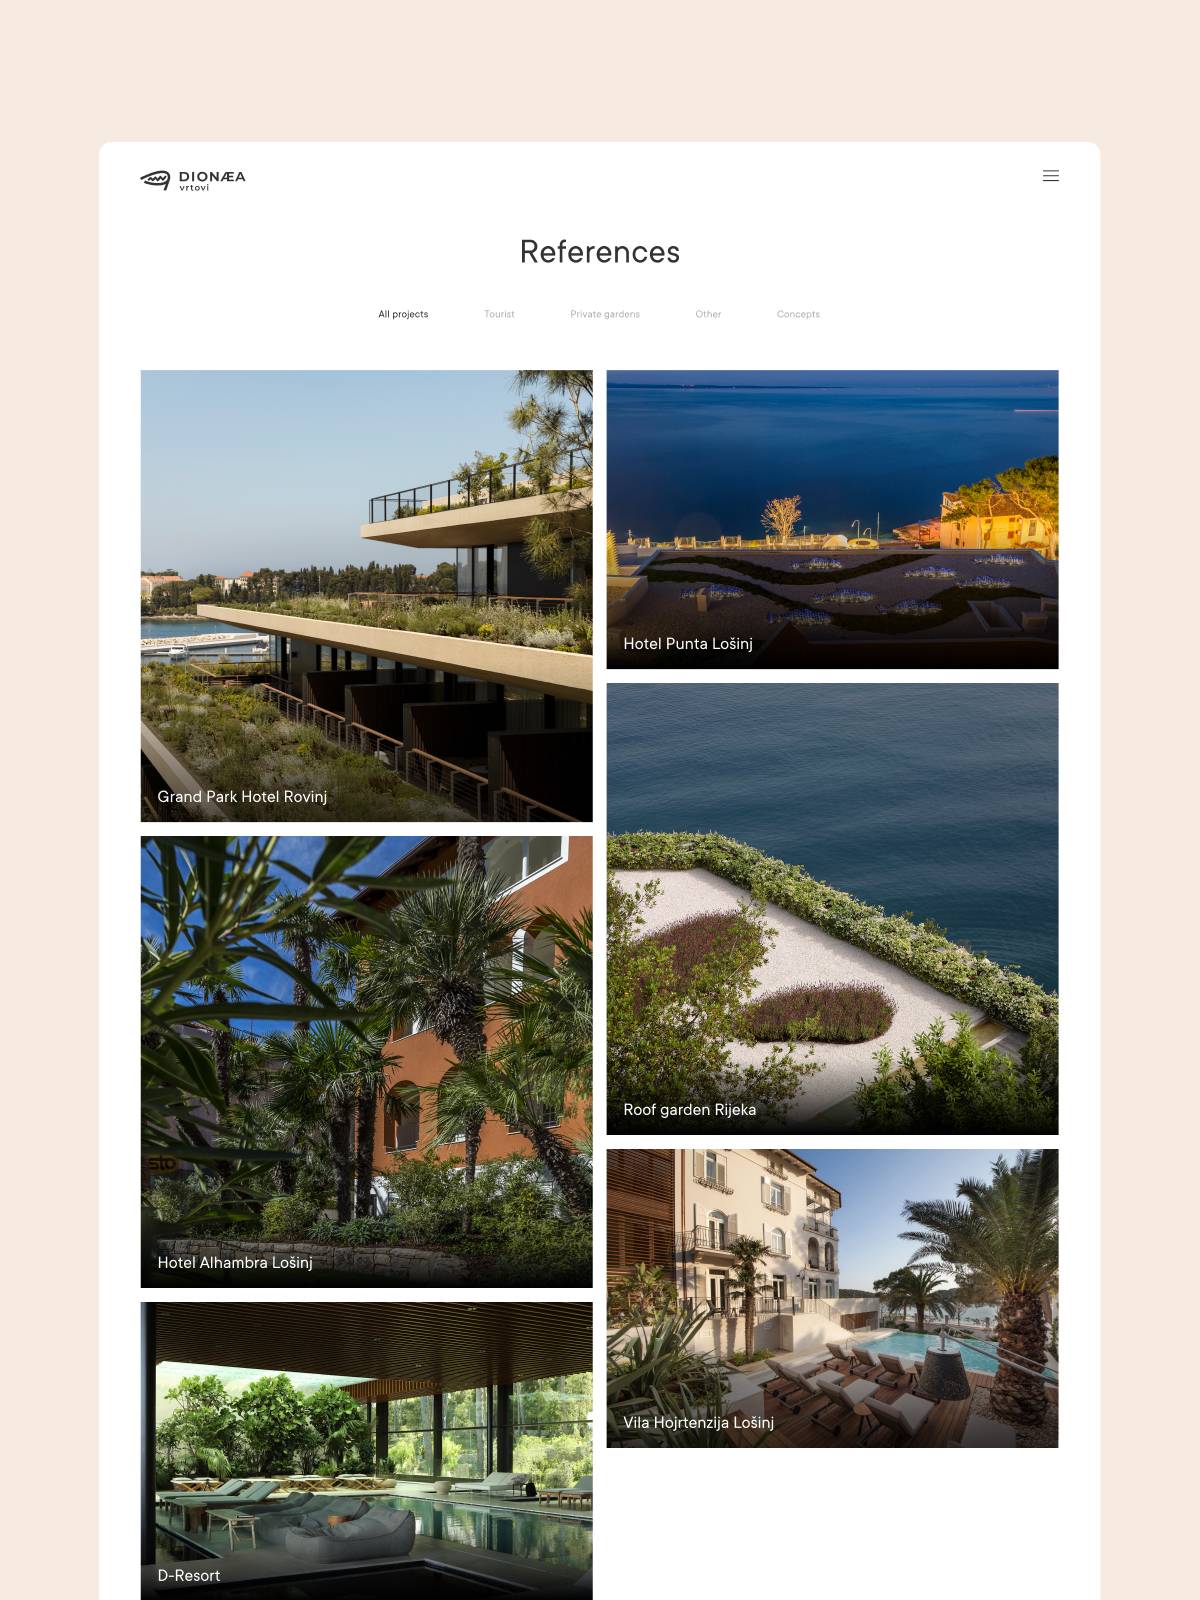 DIONÆA
vrtovi
References
All projects
Tourist
Private gardens
Other
Concepts
Grand Park Hotel Rovinj
Hotel Punta Lošinj
Roof garden Rijeka
sto
Hotel Alhambra Lošinj
Vila Hojrtenzija Lošinj
D-Resort